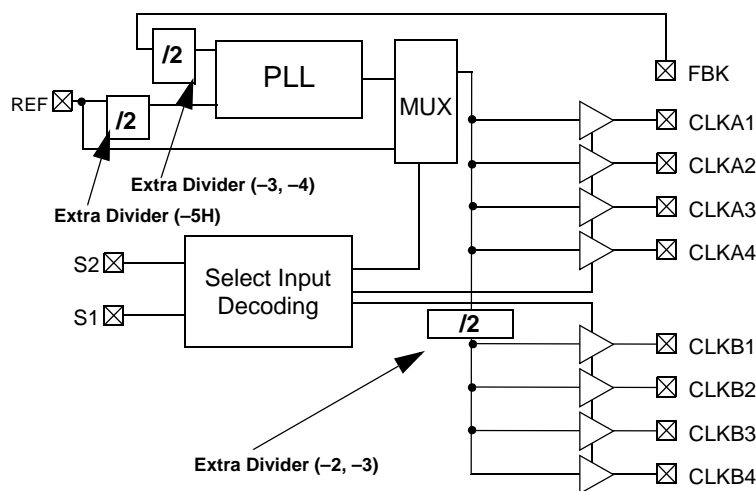 /2
PLL
FBK
REF
/2
MUX
CLKA1
CLKA2
Extra Divider (–3, –4)
CLKA3
Extra Divider (–5H)
CLKA4
S2
Select Input
Decoding
S1
/2
CLKB1
CLKB2
CLKB3
Extra Divider (–2, –3)
CLKB4